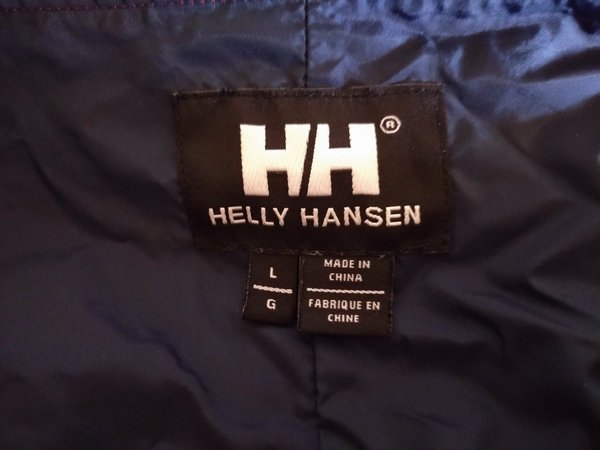 HH®
HELLY HANSEN
L
G
MADE IN
CHINA
FABRIQUE EN
CHINE